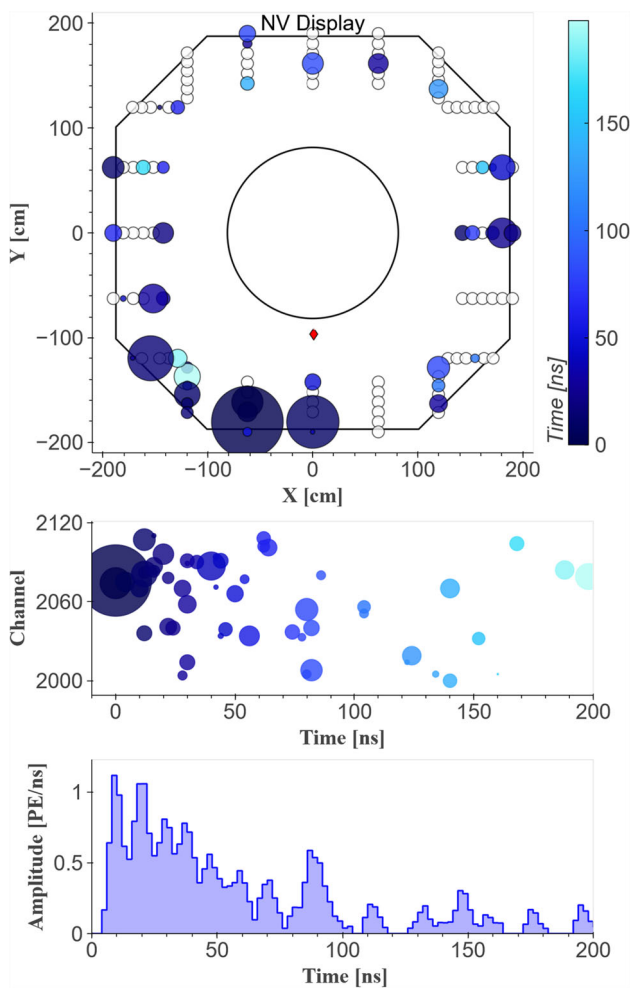 NV Display
200
100
0
−100
−200
Y [cm]
−200 −100 0 100 200
X [cm]
150
100
50
0
Time [ns]
2120
2060
2000
Channel
0 50 100 150 200
Time [ns]
1
0.5
0
Amplitude [PE/ns]
0 50 100 150 200
Time [ns]